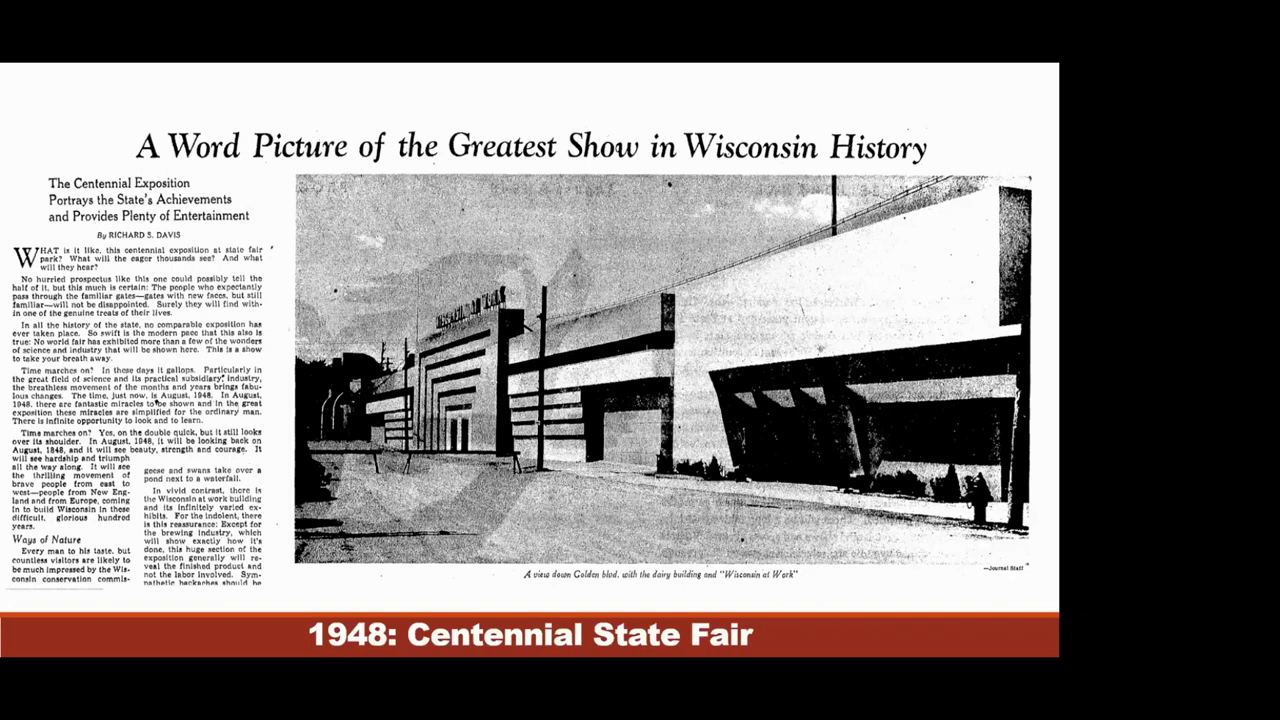 A Word Picture of the Greatest Show in Wisconsin History
The Centennial Exposition
Portrays the State's Achievements
and Provides Plenty of Entertainment
By RICHARD S. DAVIS
WHAT is it like, this centennial exposition at state fair
park? What will the eager thousands see? And what
will they hear?
No hurried prospectus like this one could possibly tell the
half of it, but this much is certain: The people who expectantly
pass through the familiar gates—gates with new faces, but still
familiar—will not be disappointed. Surely they will find with-
in one of the genuine treats of their lives.
In all the history of the state, no comparable exposition has
ever taken place. So swift is the modern pace that this also is
true: No world fair has exhibited more than a few of the wonders
of science and industry that will be shown here. This is a show
to take your breath away.
Time marches on? In these days it gallops. Particularly in
the great field of science and its practical subsidiary, industry,
the breathless movement of the months and years brings fabu-
lous changes. The time, just now, is August, 1948. In August,
1948, there are fantastic miracles to be shown and in the great
exposition these miracles are simplified for the ordinary man.
There is infinite opportunity to look and to learn.
Time marches on? Yes, on the double quick, but it still looks
over its shoulder. In August, 1948, it will be looking back on
August, 1848, and it will see beauty, strength and courage. It
will see hardship and triumph
all the way along. It will see
the thrilling movement of
brave people from east to
west—people from New Eng-
land and from Europe, coming
in to build Wisconsin in these
difficult, glorious hundred
years.
Ways of Nature
Every man to his taste, but
countless visitors are likely to
be much impressed by the Wis-
consin conservation commis-
geese and swans take over a
pond next to a waterfall.
In vivid contrast, there is
the Wisconsin at work building
and its infinitely varied ex-
hibits. For the indolent, there
is this reassurance: Except for
the brewing industry, which
will show exactly how it's
done, this huge section of the
exposition generally will re-
veal the finished product and
not the labor involved. Sym-
pathetic backaches should be
—Journal Staff
A view down Golden blvd. with the dairy building and "Wisconsin at Work"
1948: Centennial State Fair